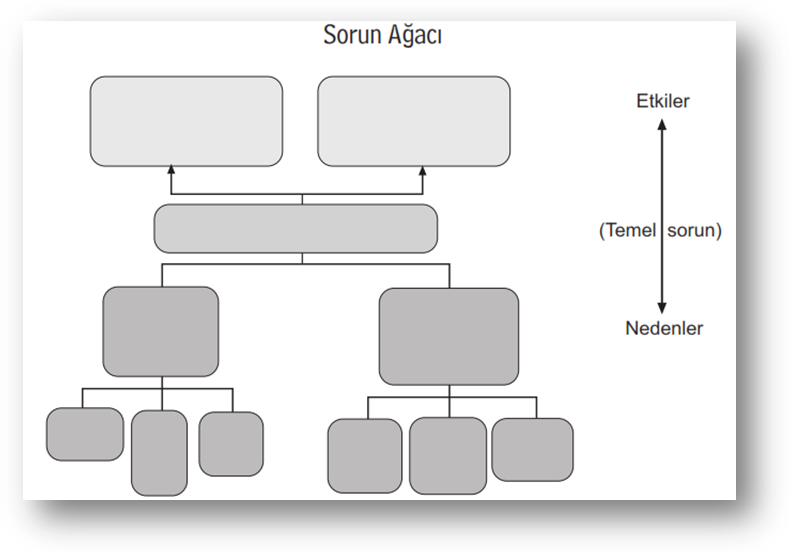 Sorun Ağacı
Etkiler
(Temel sorun)
Nedenler